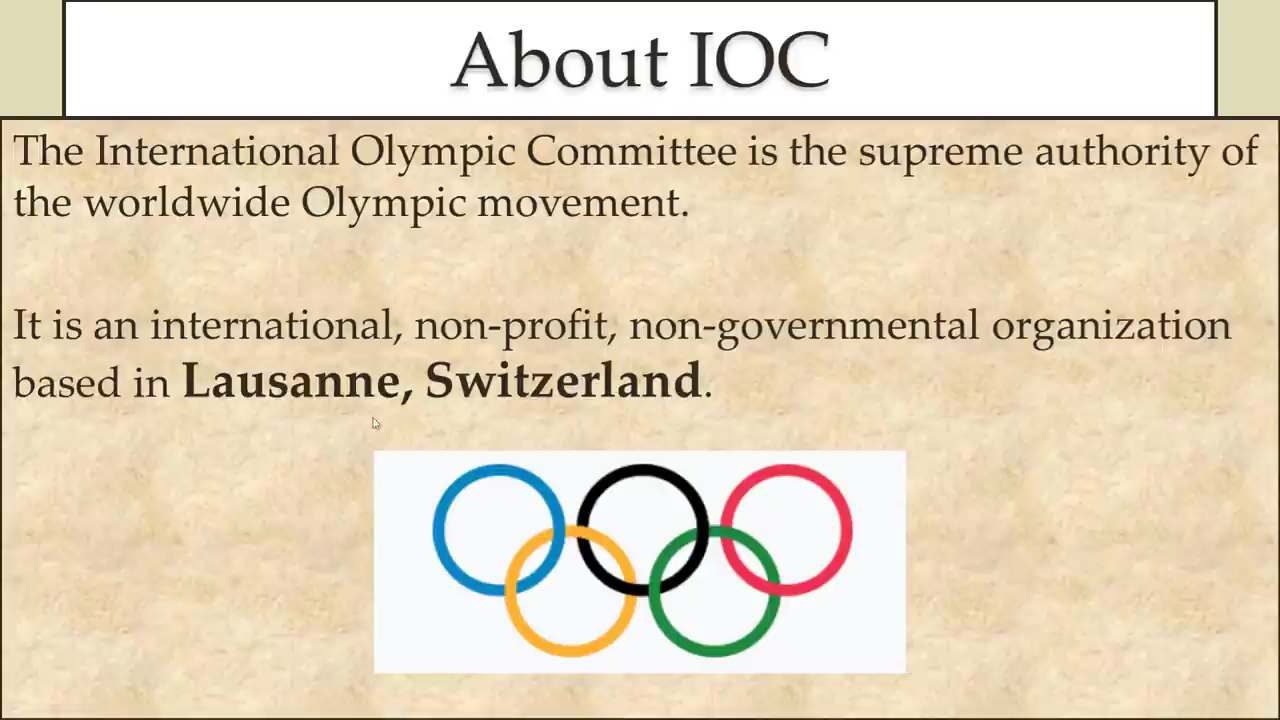 About IOC
The International Olympic Committee is the supreme authority of
the worldwide Olympic movement.
It is an international, non-profit, non-governmental organization
based in Lausanne, Switzerland.